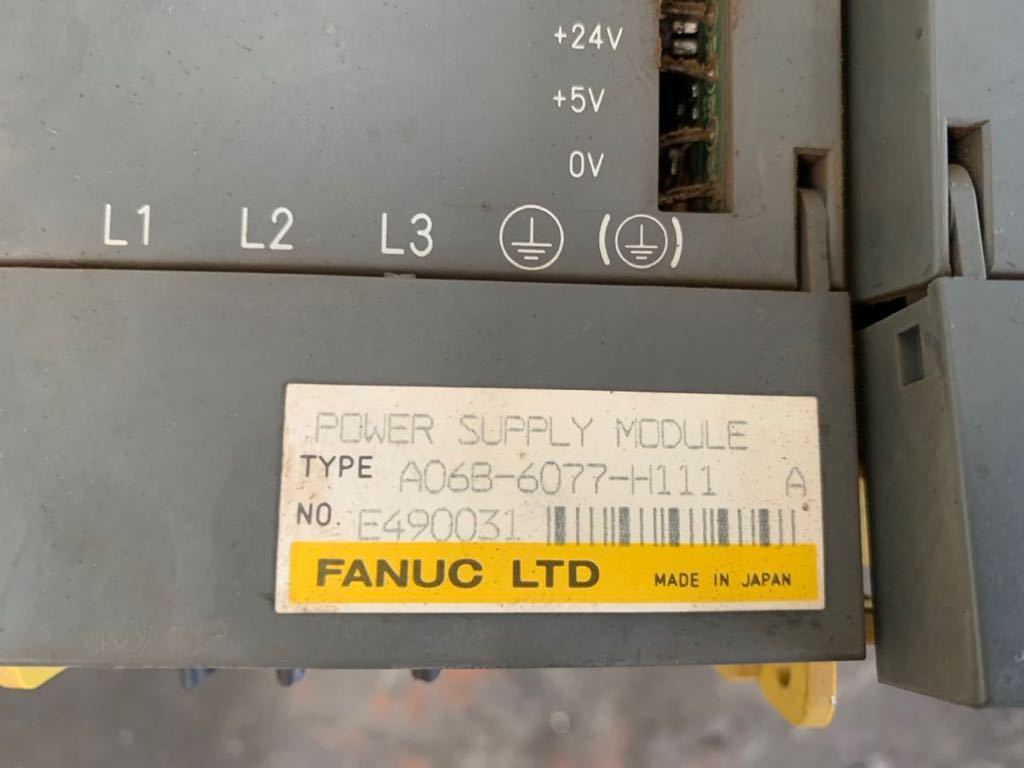 +24V
+5V
0V
L1 L2 L3
POWER SUPPLY MODULE
TYPE A06B-6077-H111 A
NO. E490031
FANUC LTD MADE IN JAPAN